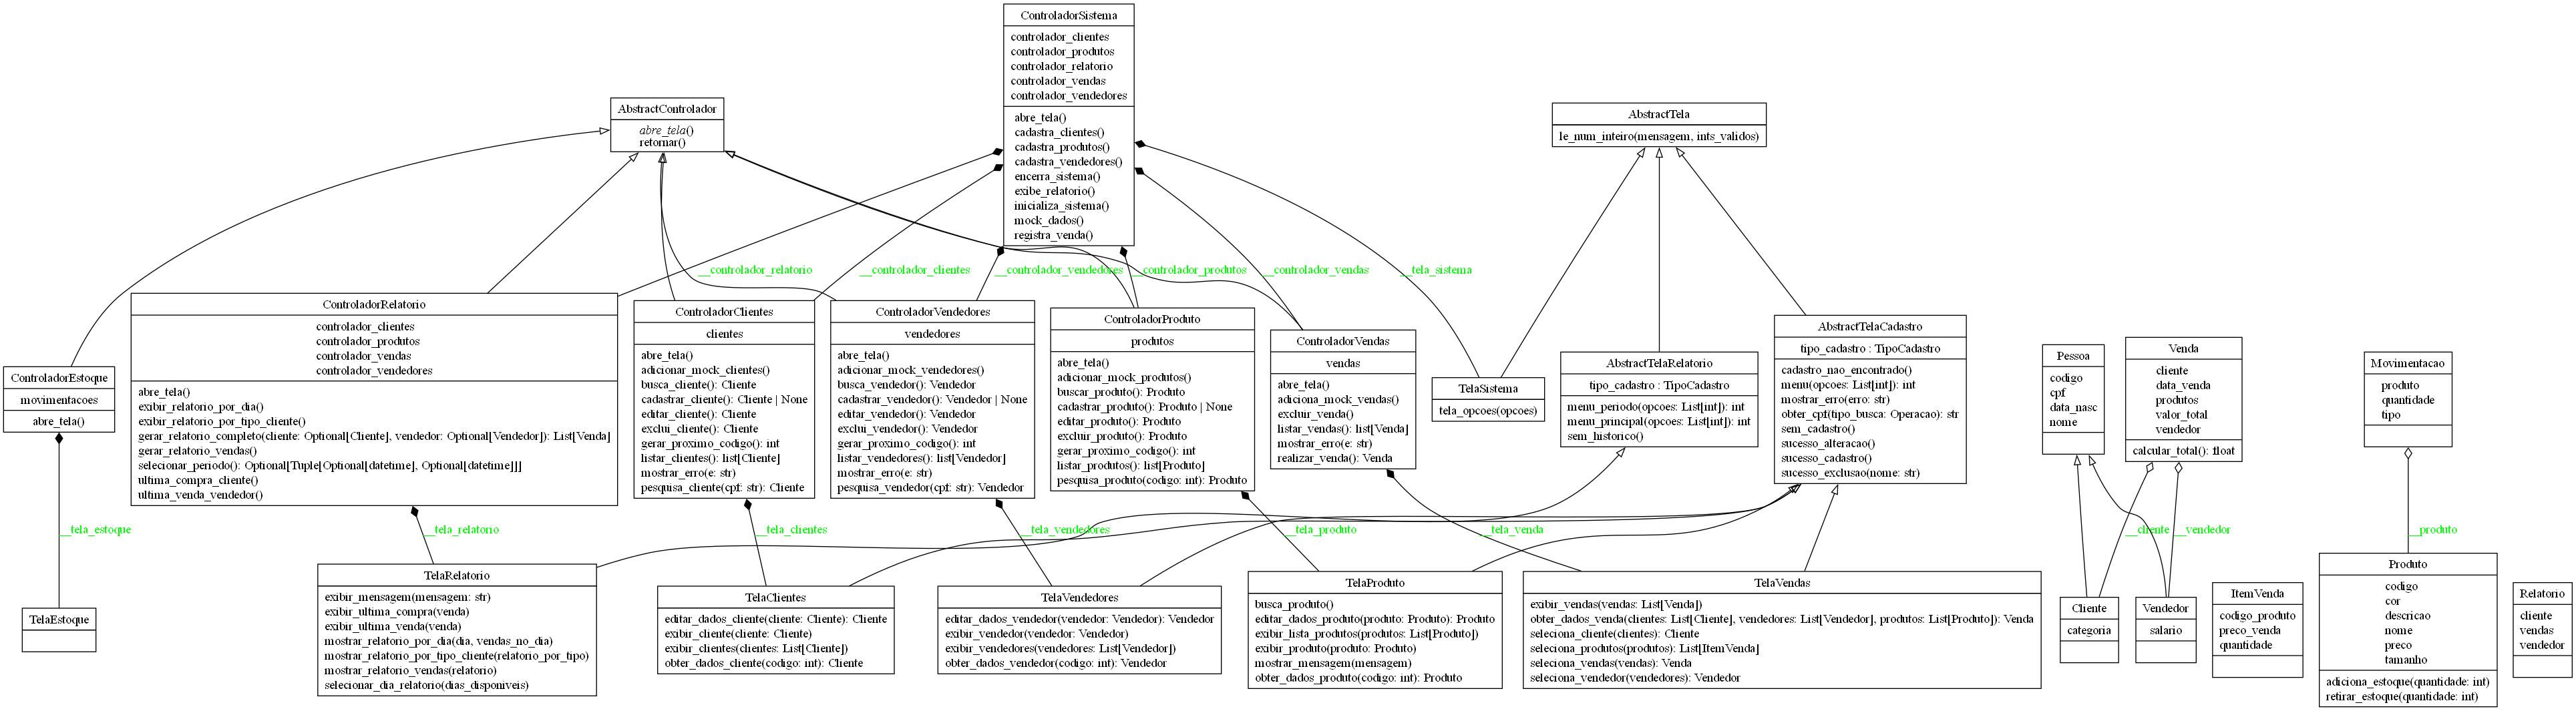 ControladorSistema
controlador_clientes
controlador_produtos
controlador_relatorio
controlador_vendas
controlador_vendedores
abre_tela()
cadastra_clientes()
cadastra_produtos()
cadastra_vendedores()
encerra_sistema()
exibe_relatorio()
inicializa_sistema()
mock_dados()
registra_venda()
AbstractControlador
abre_tela()
retornar()
AbstractTela
le_num_inteiro(mensagem, ints_validos)
__controlador_relatorio
__controlador_clientes
__controlador_vendedores
__controlador_produtos
__controlador_vendas
__tela_sistema
ControladorEstoque
movimentacoes
abre_tela()
ControladorRelatorio
controlador_clientes
controlador_produtos
controlador_vendas
controlador_vendedores
abre_tela()
exibir_relatorio_por_dia()
exibir_relatorio_por_tipo_cliente()
gerar_relatorio_completo(cliente: Optional[Cliente], vendedor: Optional[Vendedor]): List[Venda]
gerar_relatorio_vendas()
selecionar_periodo(): Optional[Tuple[Optional[datetime], Optional[datetime]]]
ultima_compra_cliente()
ultima_venda_vendedor()
ControladorClientes
clientes
abre_tela()
adicionar_mock_clientes()
busca_cliente(): Cliente
cadastrar_cliente(): Cliente | None
editar_cliente(): Cliente
exclui_cliente(): Cliente
gerar_proximo_codigo(): int
listar_clientes(): list[Cliente]
mostrar_erro(e: str)
pesquisa_cliente(cpf: str): Cliente
ControladorVendedores
vendedores
abre_tela()
adicionar_mock_vendedores()
busca_vendedor(): Vendedor
cadastrar_vendedor(): Vendedor | None
editar_vendedor(): Vendedor
exclui_vendedor(): Vendedor
gerar_proximo_codigo(): int
listar_vendedores(): list[Vendedor]
mostrar_erro(e: str)
pesquisa_vendedor(cpf: str): Vendedor
ControladorProduto
produtos
abre_tela()
adicionar_mock_produtos()
buscar_produto(): Produto
cadastrar_produto(): Produto | None
editar_produto(): Produto
excluir_produto(): Produto
gerar_proximo_codigo(): int
listar_produtos(): list[Produto]
pesquisa_produto(codigo: int): Produto
ControladorVendas
vendas
abre_tela()
adiciona_mock_vendas()
excluir_venda()
listar_vendas(): list[Venda]
mostrar_erro(e: str)
realizar_venda(): Venda
TelaSistema
tela_opcoes(opcoes)
AbstractTelaRelatorio
tipo_cadastro : TipoCadastro
menu_periodo(opcoes: List[int]): int
menu_principal(opcoes: List[int]): int
sem_historico()
AbstractTelaCadastro
tipo_cadastro : TipoCadastro
cadastro_nao_encontrado()
menu(opcoes: List[int]): int
mostrar_erro(erro: str)
obter_cpf(tipo_busca: Operacao): str
sem_cadastro()
sucesso_alteracao()
sucesso_cadastro()
sucesso_exclusao(nome: str)
Pessoa
codigo
cpf
data_nasc
nome
Venda
cliente
data_venda
produtos
valor_total
vendedor
calcular_total(): float
Movimentacao
produto
quantidade
tipo
__tela_estoque
__tela_relatorio
__tela_clientes
__tela_vendedores
__tela_produto
__tela_venda
__cliente
__vendedor
__produto
TelaEstoque
TelaRelatorio
exibir_mensagem(mensagem: str)
exibir_ultima_compra(venda)
exibir_ultima_venda(venda)
mostrar_relatorio_por_dia(dia, vendas_no_dia)
mostrar_relatorio_por_tipo_cliente(relatorio_por_tipo)
mostrar_relatorio_vendas(relatorio)
selecionar_dia_relatorio(dias_disponiveis)
TelaClientes
editar_dados_cliente(cliente: Cliente): Cliente
exibir_cliente(cliente: Cliente)
exibir_clientes(clientes: List[Cliente])
obter_dados_cliente(codigo: int): Cliente
TelaVendedores
editar_dados_vendedor(vendedor: Vendedor): Vendedor
exibir_vendedor(vendedor: Vendedor)
exibir_vendedores(vendedores: List[Vendedor])
obter_dados_vendedor(codigo: int): Vendedor
TelaProduto
busca_produto()
editar_dados_produto(produto: Produto): Produto
exibir_lista_produtos(produtos: List[Produto])
exibir_produto(produto: Produto)
mostrar_mensagem(mensagem)
obter_dados_produto(codigo: int): Produto
TelaVendas
exibir_vendas(vendas: List[Venda])
obter_dados_venda(clientes: List[Cliente], vendedores: List[Vendedor], produtos: List[Produto]): Venda
seleciona_cliente(clientes): Cliente
seleciona_produtos(produtos): List[ItemVenda]
seleciona_vendas(vendas): Venda
seleciona_vendedor(vendedores): Vendedor
Cliente
categoria
Vendedor
salario
ItemVenda
codigo_produto
preco_venda
quantidade
Produto
codigo
cor
descricao
nome
preco
tamanho
adiciona_estoque(quantidade: int)
retirar_estoque(quantidade: int)
Relatorio
cliente
vendas
vendedor